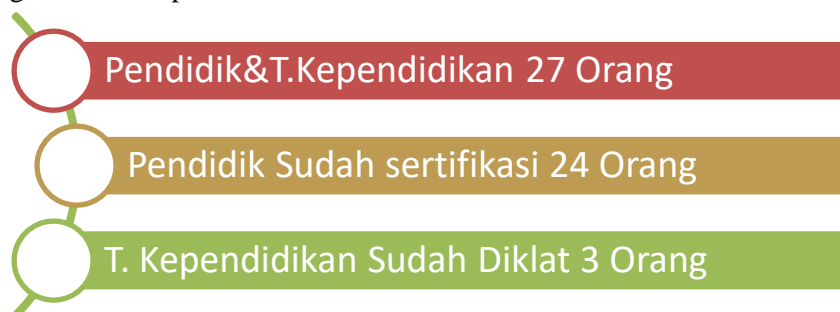 Pendidik&T.Kependidikan 27 Orang
Pendidik Sudah sertifikasi 24 Orang
T. Kependidikan Sudah Diklat 3 Orang